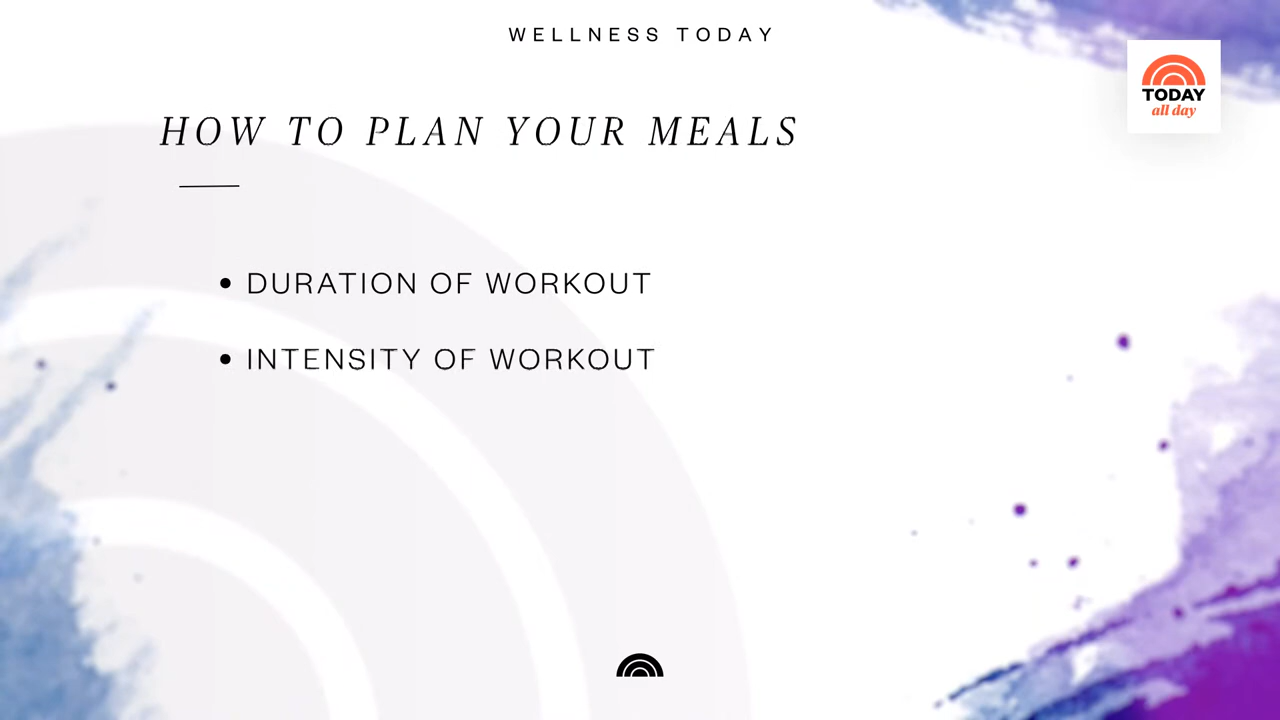 WELLNESS TODAY
TODAY
all day
HOW TO PLAN YOUR MEALS
• DURATION OF WORKOUT
• INTENSITY OF WORKOUT